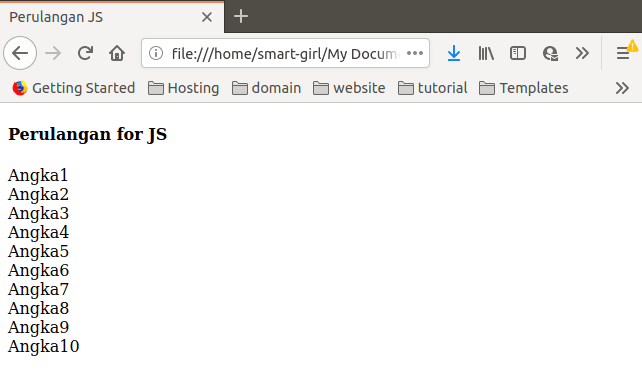 Perulangan JS
file:///home/smart-girl/My Docum
Getting Started Hosting domain website tutorial Templates
Perulangan for JS
Angka1
Angka2
Angka3
Angka4
Angka5
Angka6
Angka7
Angka8
Angka9
Angka10